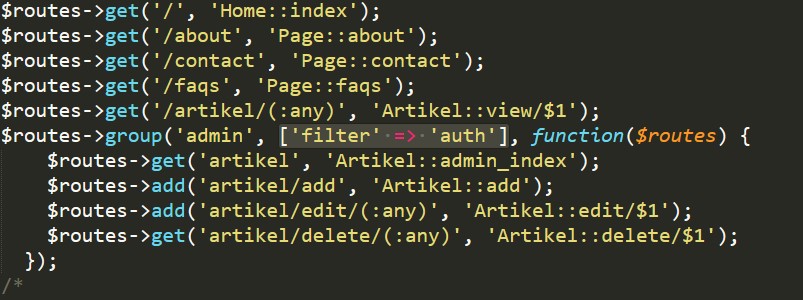 $routes->get('/', 'Home::index');
$routes->get('/about', 'Page::about');
$routes->get('/contact', 'Page::contact');
$routes->get('/faqs', 'Page::faqs');
$routes->get('/artikel/(:any)', 'Artikel::view/$1');
$routes->group('admin', ['filter' => 'auth'], function($routes) {
    $routes->get('artikel', 'Artikel::admin_index');
    $routes->add('artikel/add', 'Artikel::add');
    $routes->add('artikel/edit/(:any)', 'Artikel::edit/$1');
    $routes->get('artikel/delete/(:any)', 'Artikel::delete/$1');
  });
/*